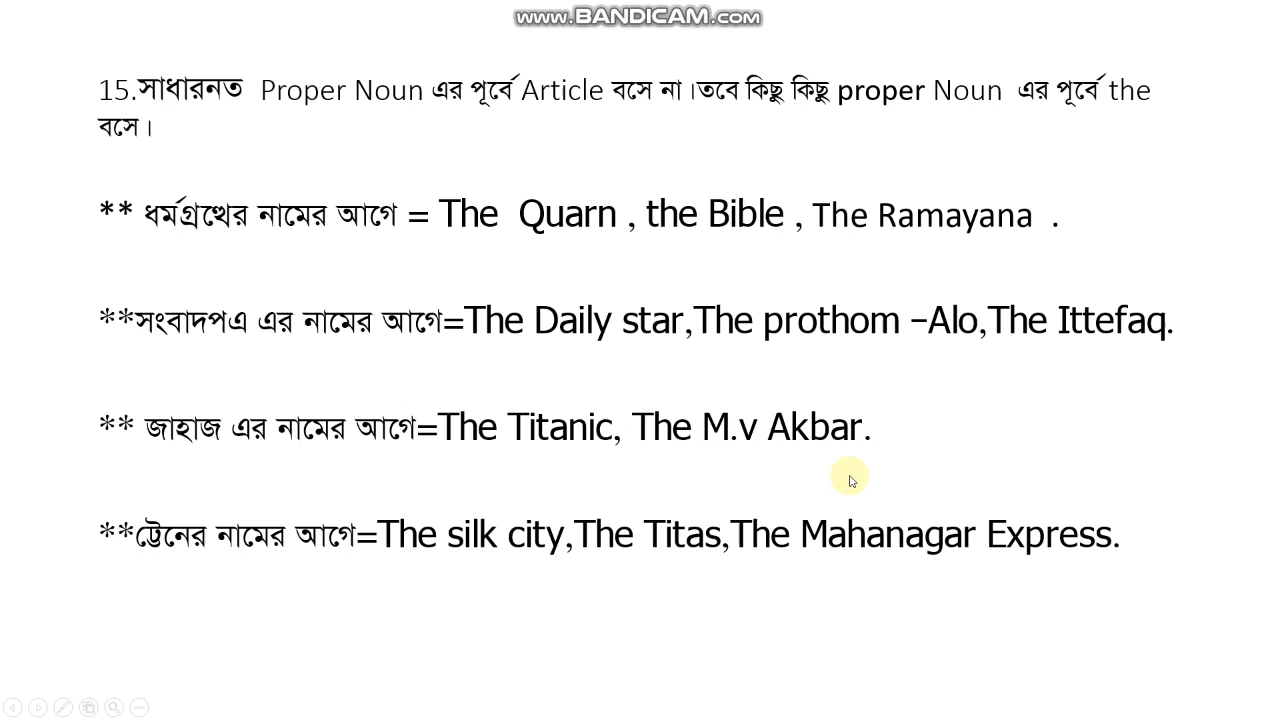 www.BANDICAM.com
15.সাধারনত Proper Noun এর পূর্বে Article বসে না।তবে কিছু কিছু proper Noun এর পূর্বে the
বসে।
** ধর্মগ্রন্থের নামের আগে = The Quarn , the Bible , The Ramayana .
**সংবাদপএ এর নামের আগে=The Daily star,The prothom –Alo,The Ittefaq.
** জাহাজ এর নামের আগে=The Titanic, The M.v Akbar.
**ট্টেনের নামের আগে=The silk city,The Titas,The Mahanagar Express.